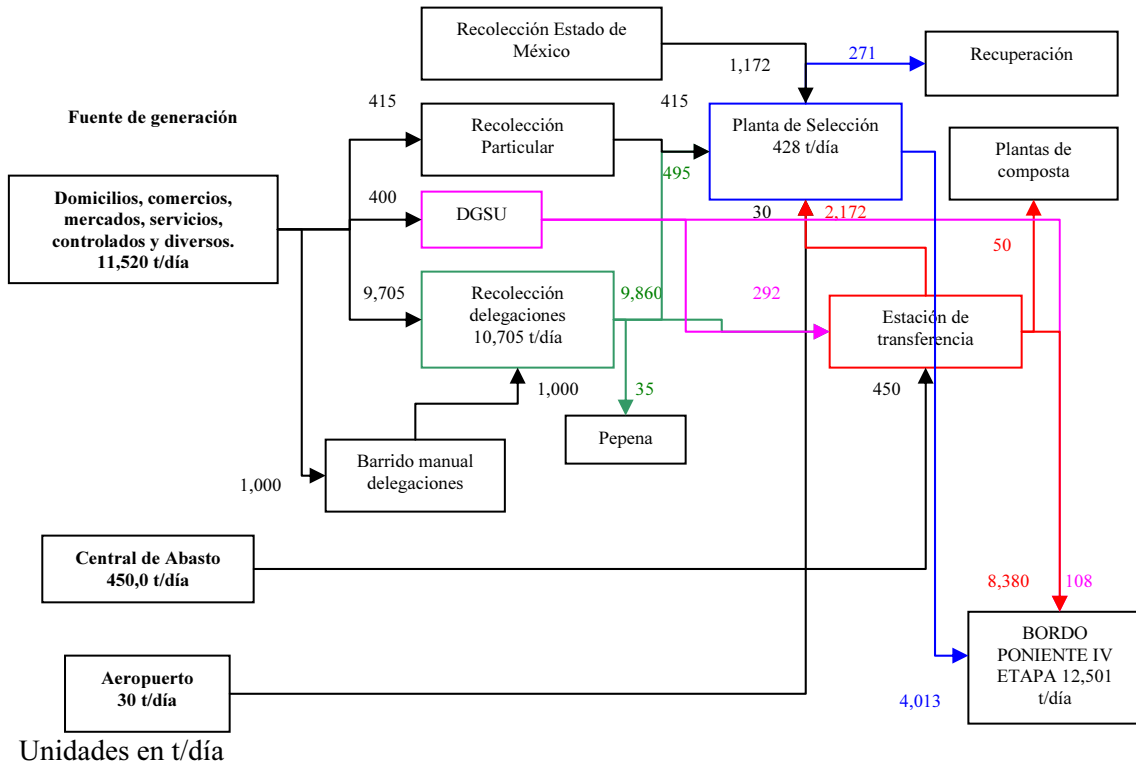 Recolección Estado de
México
1,172
271
Recuperación
Fuente de generación
415
Recolección
Particular
415
495
Planta de Selección
428 t/día
Plantas de
composta
Domicilios, comercios,
mercados, servicios,
controlados y diversos.
11,520 t/día
400
DGSU
30
2,172
50
9,705
Recolección
delegaciones
10,705 t/día
9,860
292
Estación de
transferencia
1,000
35
450
Pepena
Barrido manual
delegaciones
1,000
Central de Abasto
450,0 t/día
8,380
108
BORDO
PONIENTE IV
ETAPA 12,501
t/día
Aeropuerto
30 t/día
4,013
Unidades en t/día